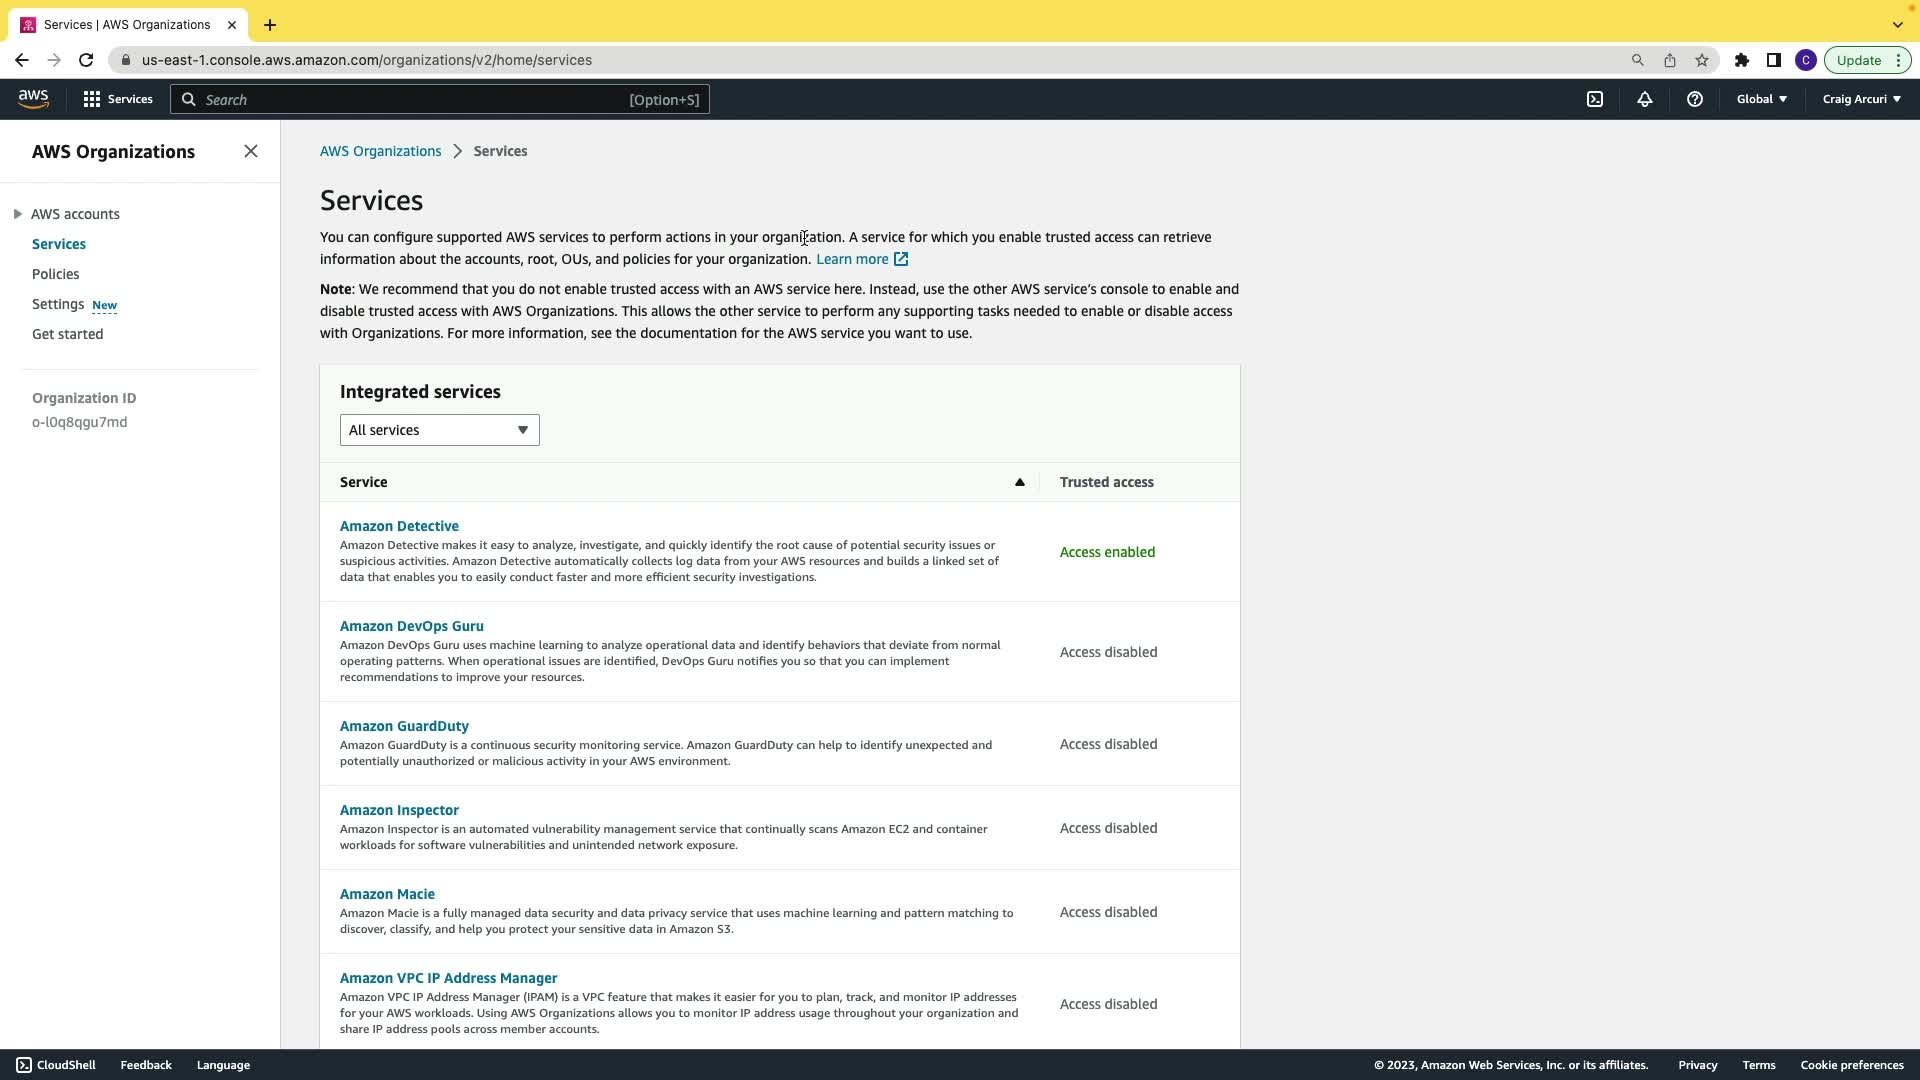 Services | AWS Organizations
us-east-1.console.aws.amazon.com/organizations/v2/home/services
C
Update
aws
Services
Search
[Option+S]
Global
Craig Arcuri
AWS Organizations
AWS accounts
Services
Policies
Settings New
Get started
Organization ID
o-l0q8qgu7md
AWS Organizations > Services
Services
You can configure supported AWS services to perform actions in your organization. A service for which you enable trusted access can retrieve
information about the accounts, root, OUs, and policies for your organization. Learn more
Note: We recommend that you do not enable trusted access with an AWS service here. Instead, use the other AWS service's console to enable and
disable trusted access with AWS Organizations. This allows the other service to perform any supporting tasks needed to enable or disable access
with Organizations. For more information, see the documentation for the AWS service you want to use.
Integrated services
All services
Service
Trusted access
Amazon Detective
Amazon Detective makes it easy to analyze, investigate, and quickly identify the root cause of potential security issues or
suspicious activities. Amazon Detective automatically collects log data from your AWS resources and builds a linked set of
data that enables you to easily conduct faster and more efficient security investigations.
Access enabled
Amazon DevOps Guru
Amazon DevOps Guru uses machine learning to analyze operational data and identify behaviors that deviate from normal
operating patterns. When operational issues are identified, DevOps Guru notifies you so that you can implement
recommendations to improve your resources.
Access disabled
Amazon GuardDuty
Amazon GuardDuty is a continuous security monitoring service. Amazon GuardDuty can help to identify unexpected and
potentially unauthorized or malicious activity in your AWS environment.
Access disabled
Amazon Inspector
Amazon Inspector is an automated vulnerability management service that continually scans Amazon EC2 and container
workloads for software vulnerabilities and unintended network exposure.
Access disabled
Amazon Macie
Amazon Macie is a fully managed data security and data privacy service that uses machine learning and pattern matching to
discover, classify, and help you protect your sensitive data in Amazon S3.
Access disabled
Amazon VPC IP Address Manager
Amazon VPC IP Address Manager (IPAM) is a VPC feature that makes it easier for you to plan, track, and monitor IP addresses
for your AWS workloads. Using AWS Organizations allows you to monitor IP address usage throughout your organization and
share IP address pools across member accounts.
Access disabled
CloudShell
Feedback
Language
© 2023, Amazon Web Services, Inc. or its affiliates.
Privacy
Terms
Cookie preferences